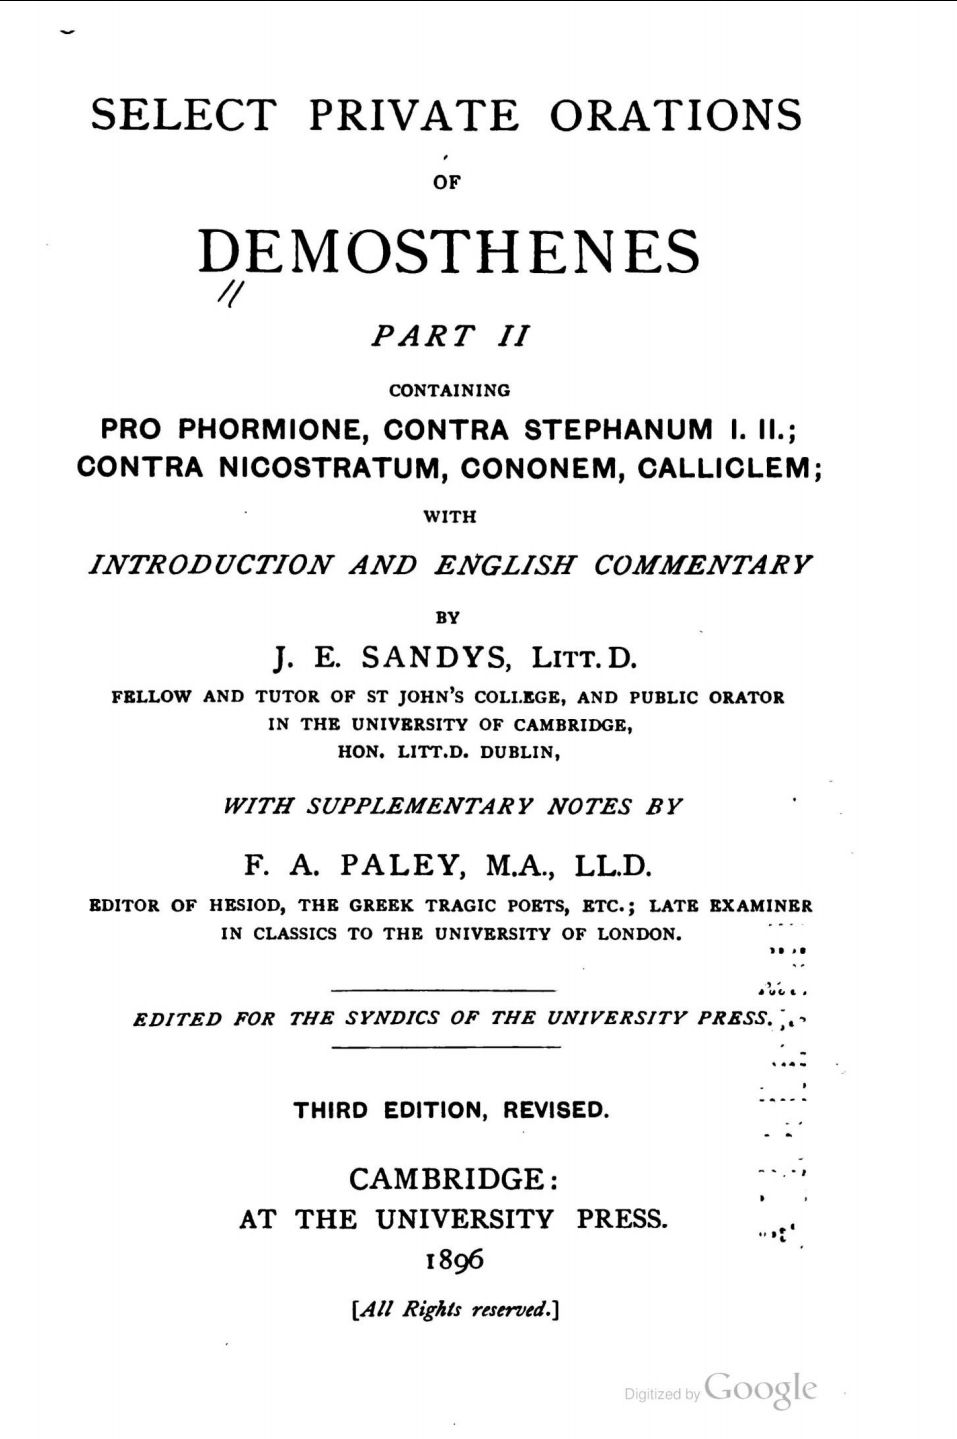 SELECT PRIVATE ORATIONS
OF
DEMOSTHENES
PART II
CONTAINING
PRO PHORMIONE, CONTRA STEPHANUM I. II.;
CONTRA NICOSTRATUM, CONONEM, CALLICLEM;
WITH
INTRODUCTION AND ENGLISH COMMENTARY
BY
J. E. SANDYS, LITT. D.
FELLOW AND TUTOR OF ST JOHN'S COLLEGE, AND PUBLIC ORATOR
IN THE UNIVERSITY OF CAMBRIDGE,
HON. LITT.D. DUBLIN,
WITH SUPPLEMENTARY NOTES BY
F. A. PALEY, M.A., LL.D.
EDITOR OF HESIOD, THE GREEK TRAGIC POETS, ETC.; LATE EXAMINER
IN CLASSICS TO THE UNIVERSITY OF LONDON.
EDITED FOR THE SYNDICS OF THE UNIVERSITY PRESS.
THIRD EDITION, REVISED.
CAMBRIDGE:
AT THE UNIVERSITY PRESS.
1896
[All Rights reserved.]
Digitized by Google